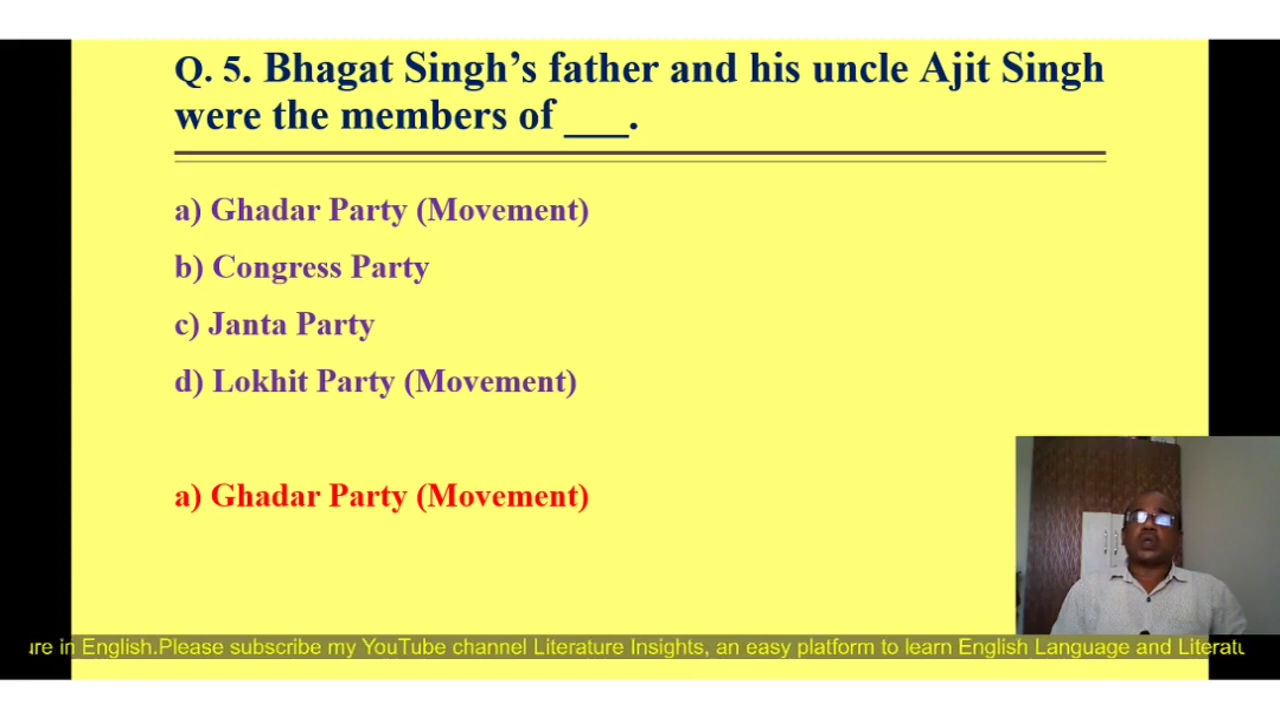 Q. 5. Bhagat Singh’s father and his uncle Ajit Singh
were the members of ___.
a) Ghadar Party (Movement)
b) Congress Party
c) Janta Party
d) Lokhit Party (Movement)
a) Ghadar Party (Movement)
in English.Please subscribe my YouTube channel Literature Insights, an easy platform to learn English Language and